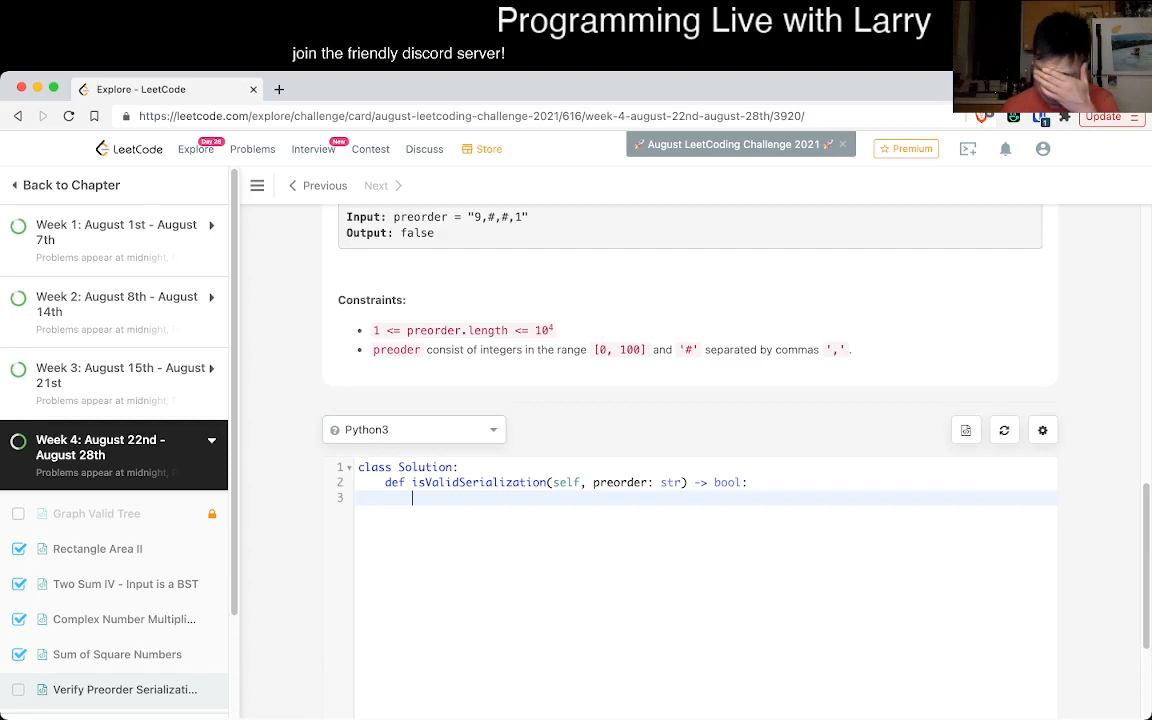 Programming Live with Larry
join the friendly discord server!
Explore - LeetCode
https://leetcode.com/explore/challenge/card/august-leetcoding-challenge-2021/616/week-4-august-22nd-august-28th/3920/
Update
LeetCode
Explore
Day 26
Problems
Interview
New
Contest
Discuss
Store
🚀 August LeetCoding Challenge 2021 🚀
Premium
Back to Chapter
Previous
Next
Week 1: August 1st - August
7th
Problems appear at midnight,
Week 2: August 8th - August
14th
Problems appear at midnight,
Week 3: August 15th - August
21st
Problems appear at midnight,
Week 4: August 22nd -
August 28th
Problems appear at midnight,
Graph Valid Tree
Rectangle Area II
Two Sum IV - Input is a BST
Complex Number Multipli...
Sum of Square Numbers
Verify Preorder Serializati...
Input: preorder = "9,#,#,1"
Output: false
Constraints:
• 1 <= preorder.length <= 10⁴
• preoder consist of integers in the range [0, 100] and '#' separated by commas ','.
Python3
1 class Solution:
2 def isValidSerialization(self, preorder: str) -> bool:
3